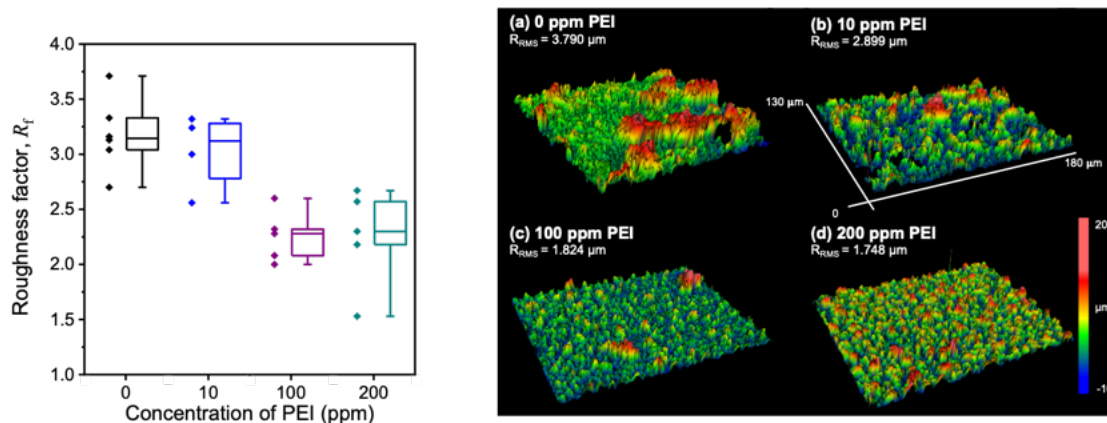 4.0
3.5
3.0
2.5
2.0
1.5
1.0
Roughness factor, Rf
0 10 100 200
Concentration of PEI (ppm)
(a) 0 ppm PEI
RRMS = 3.790 µm
(b) 10 ppm PEI
RRMS = 2.899 µm
130 µm
180 µm
0
(c) 100 ppm PEI
RRMS = 1.824 µm
(d) 200 ppm PEI
RRMS = 1.748 µm
20
µm
-10